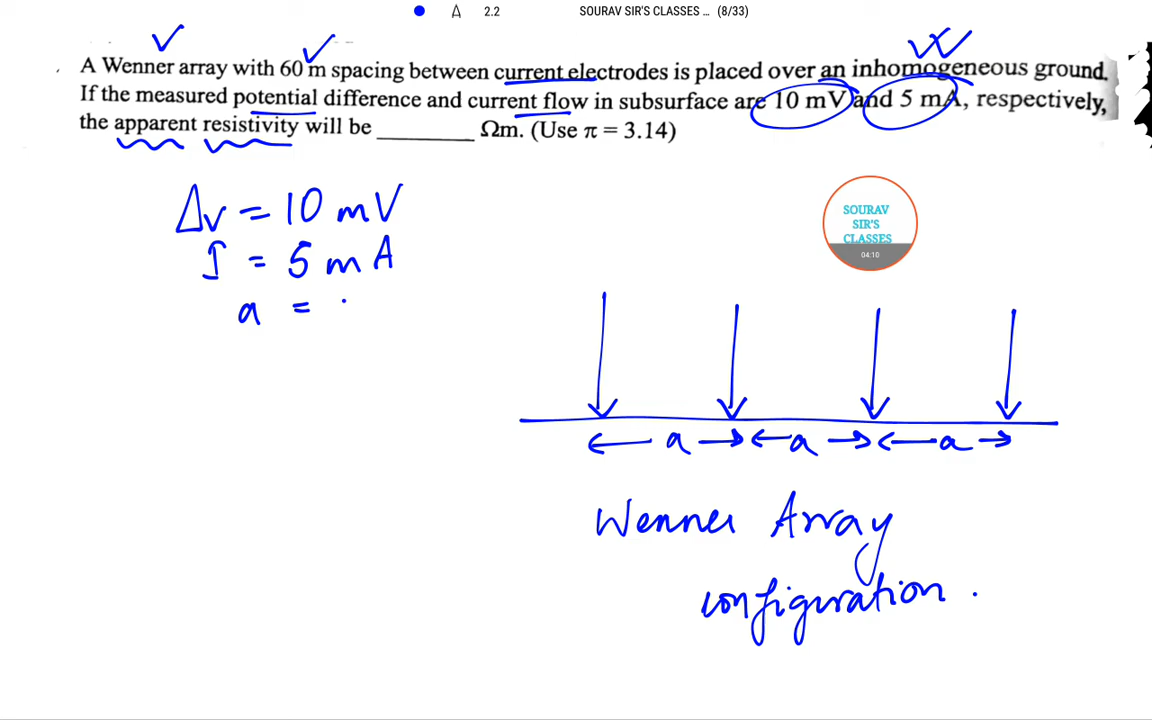 2.2 SOURAV SIR'S CLASSES ... (8/33)
A Wenner array with 60 m spacing between current electrodes is placed over an inhomogeneous ground.
If the measured potential difference and current flow in subsurface are 10 mV and 5 mA, respectively,
the apparent resistivity will be ________ Ωm. (Use π = 3.14)
Δv = 10 mV
I = 5 mA
a =
SOURAV
SIR'S
CLASSES
04:10
a a a
Wenner Array
configuration.